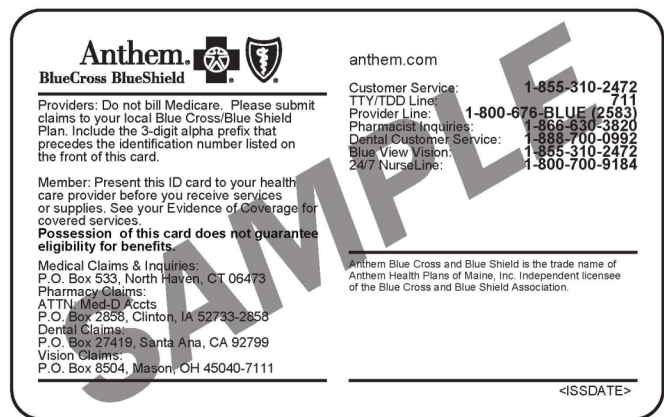 Anthem.
BlueCross BlueShield
Providers: Do not bill Medicare. Please submit
claims to your local Blue Cross/Blue Shield
Plan. Include the 3-digit alpha prefix that
precedes the identification number listed on
the front of this card.
Member: Present this ID card to your health
care provider before you receive services
or supplies. See your Evidence of Coverage for
covered services.
Possession of this card does not guarantee
eligibility for benefits.
Medical Claims & Inquiries:
P.O. Box 533, North Haven, CT 06473
Pharmacy Claims:
ATTN: Med-D Accts
P.O. Box 2858, Clinton, IA 52733-2858
Dental Claims:
P.O. Box 27419, Santa Ana, CA 92799
Vision Claims:
P.O. Box 8504, Mason, OH 45040-7111
anthem.com
Customer Service: 1-855-310-2472
TTY/TDD Line: 711
Provider Line: 1-800-676-BLUE (2583)
Pharmacist Inquiries: 1-866-630-3820
Dental Customer Service: 1-888-700-0992
Blue View Vision: 1-855-310-2472
24/7 NurseLine: 1-800-700-9184
Anthem Blue Cross and Blue Shield is the trade name of
Anthem Health Plans of Maine, Inc. Independent licensee
of the Blue Cross and Blue Shield Association.
<ISSDATE>
SAMPLE